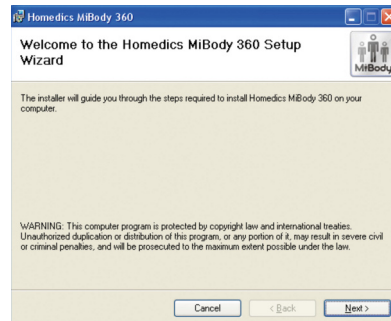 Homedics MiBody 360
Welcome to the Homedics MiBody 360 Setup
Wizard
MiBody
The installer will guide you through the steps required to install Homedics MiBody 360 on your
computer.
WARNING: This computer program is protected by copyright law and international treaties.
Unauthorized duplication or distribution of this program, or any portion of it, may result in severe civil
or criminal penalties, and will be prosecuted to the maximum extent possible under the law.
Cancel
< Back
Next >